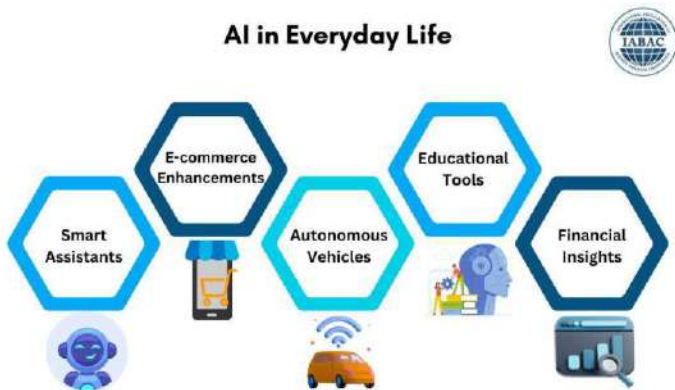 AI in Everyday Life
IABAC
E-commerce
Enhancements
Educational
Tools
Smart
Assistants
Autonomous
Vehicles
Financial
Insights